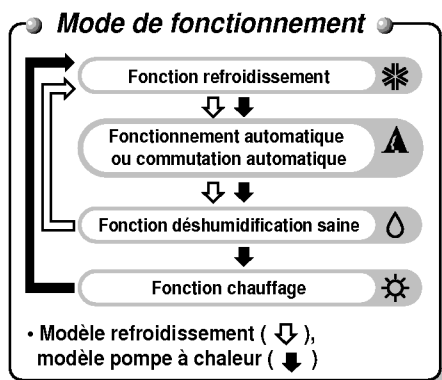 Mode de fonctionnement
Fonction refroidissement
Fonctionnement automatique
ou commutation automatique
Fonction déshumidification saine
Fonction chauffage
• Modèle refroidissement ( ),
modèle pompe à chaleur ( )